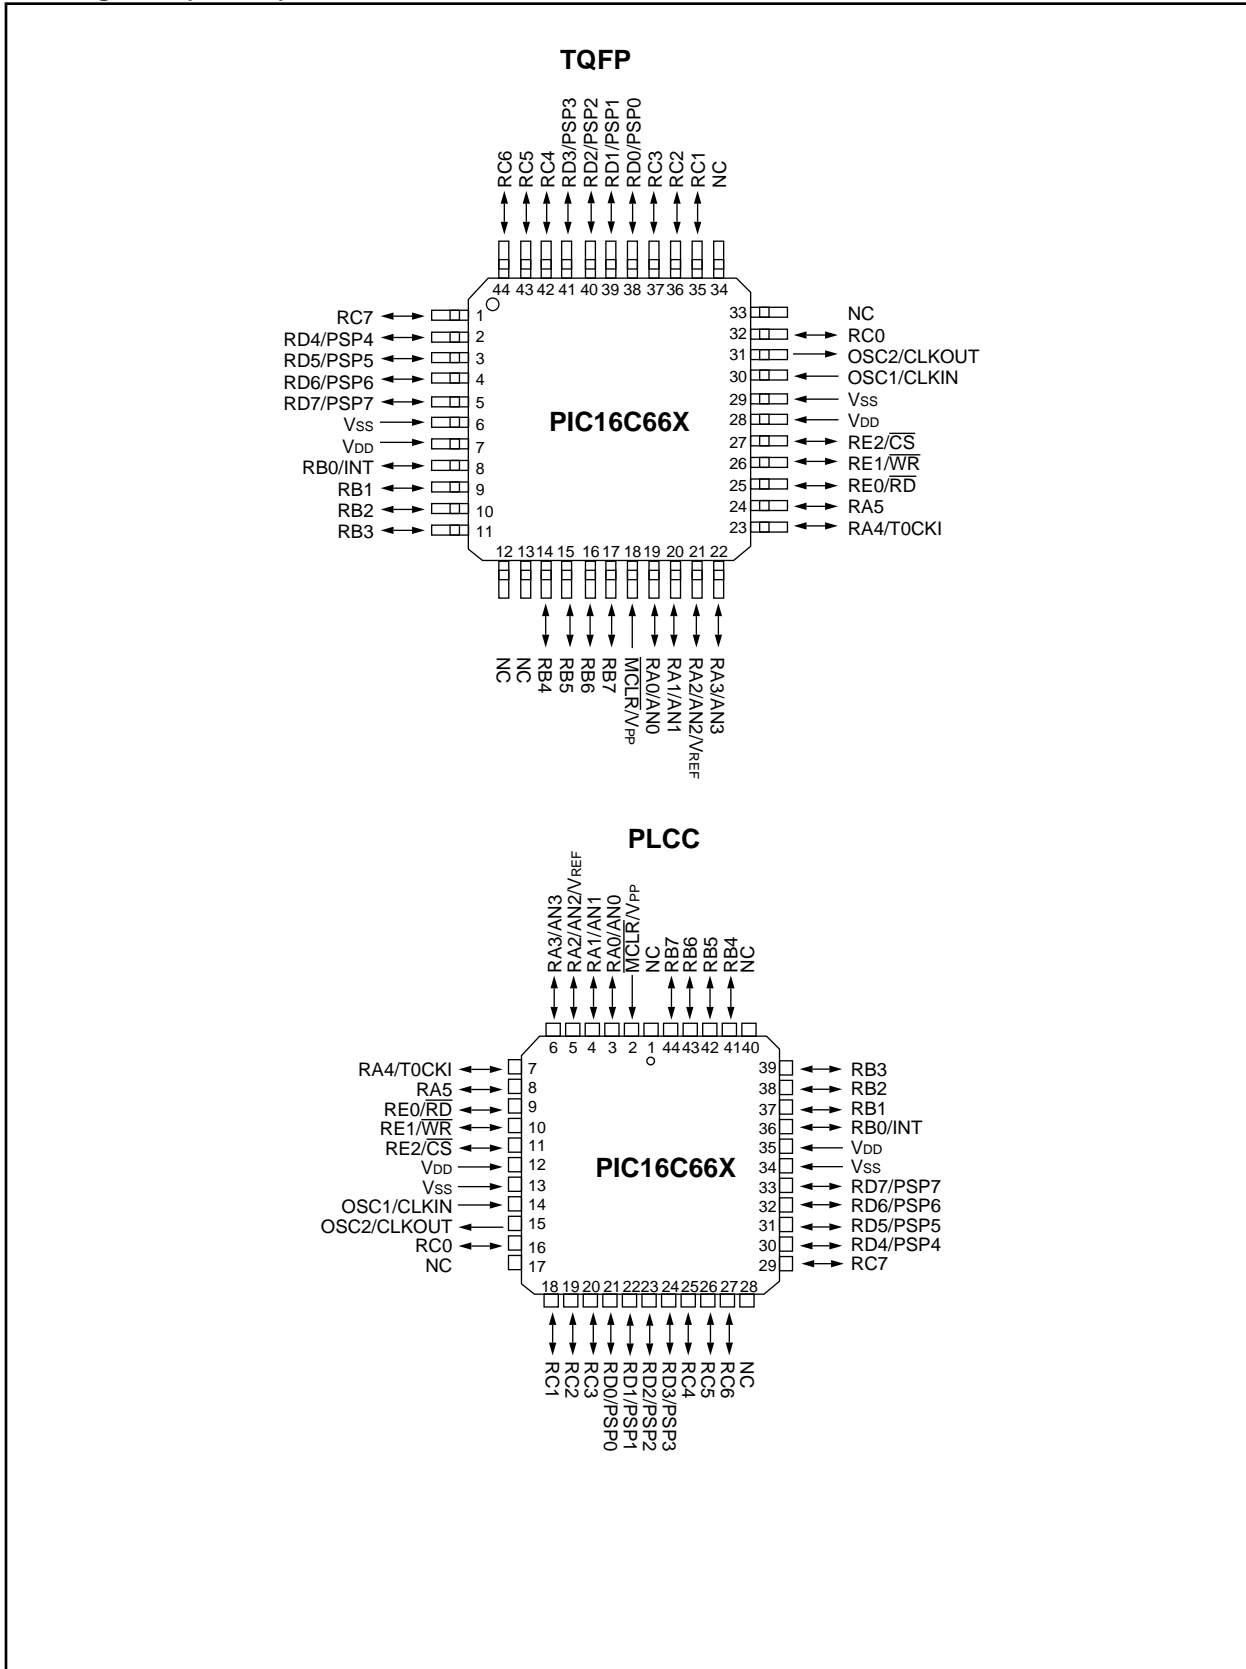 TQFP
RC6
RC5
RC4
RD3/PSP3
RD2/PSP2
RD1/PSP1
RD0/PSP0
RC3
RC2
RC1
NC
44 43 42 41 40 39 38 37 36 35 34
RC7 1
RD4/PSP4 2
RD5/PSP5 3
RD6/PSP6 4
RD7/PSP7 5
VSS 6
VDD 7
RB0/INT 8
RB1 9
RB2 10
RB3 11
PIC16C66X
33 NC
32 RC0
31 OSC2/CLKOUT
30 OSC1/CLKIN
29 VSS
28 VDD
27 RE2/CS
26 RE1/WR
25 RE0/RD
24 RA5
23 RA4/T0CKI
12 13 14 15 16 17 18 19 20 21 22
NC
NC
RB4
RB5
RB6
RB7
MCLR/VPP
RA0/AN0
RA1/AN1
RA2/AN2/VREF
RA3/AN3
PLCC
RA3/AN3
RA2/AN2/VREF
RA1/AN1
RA0/AN0
MCLR/VPP
NC
RB7
RB6
RB5
RB4
NC
6 5 4 3 2 1 44 43 42 41 40
RA4/T0CKI 7
RA5 8
RE0/RD 9
RE1/WR 10
RE2/CS 11
VDD 12
VSS 13
OSC1/CLKIN 14
OSC2/CLKOUT 15
RC0 16
NC 17
PIC16C66X
39 RB3
38 RB2
37 RB1
36 RB0/INT
35 VDD
34 VSS
33 RD7/PSP7
32 RD6/PSP6
31 RD5/PSP5
30 RD4/PSP4
29 RC7
18 19 20 21 22 23 24 25 26 27 28
RC1
RC2
RC3
RD0/PSP0
RD1/PSP1
RD2/PSP2
RD3/PSP3
RC4
RC5
RC6
NC